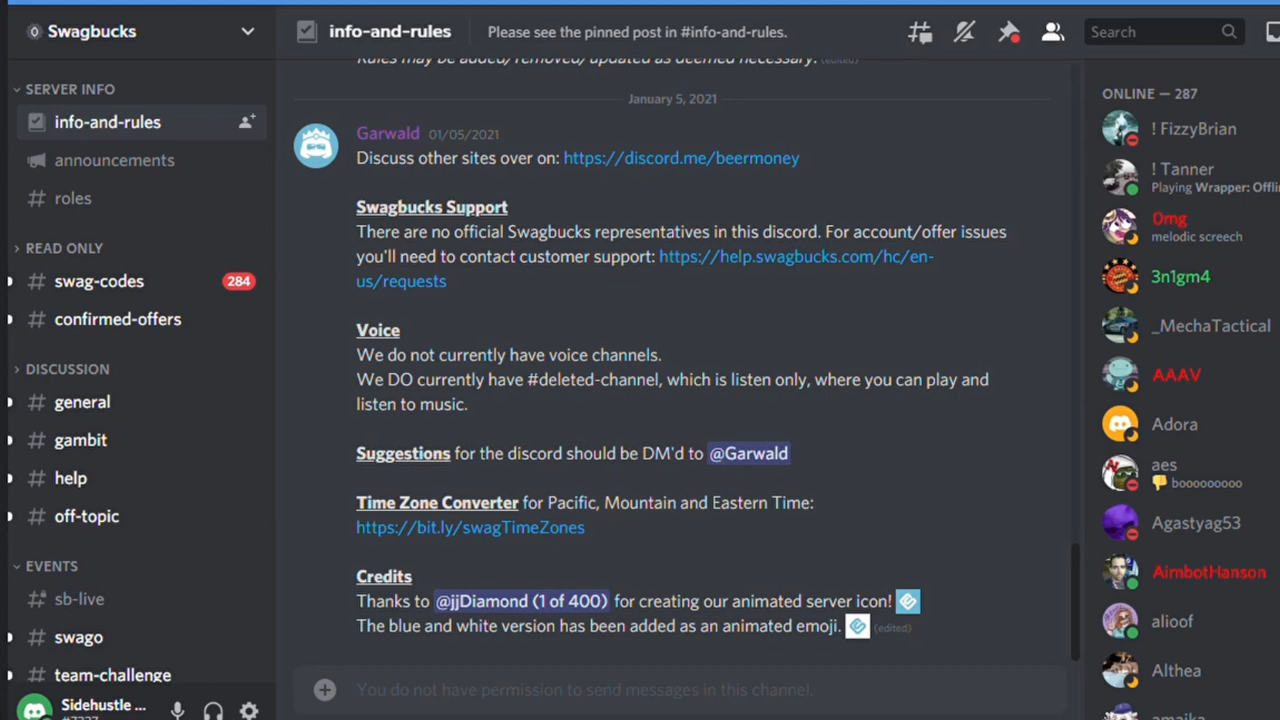 Swagbucks
SERVER INFO
info-and-rules
announcements
roles
READ ONLY
swag-codes 284
confirmed-offers
DISCUSSION
general
gambit
help
off-topic
EVENTS
sb-live
swago
team-challenge
Sidehustle ...
info-and-rules Please see the pinned post in #info-and-rules.
Search
Rules may be added/removed/updated as deemed necessary. (edited)
January 5, 2021
Garwald 01/05/2021
Discuss other sites over on: https://discord.me/beermoney
Swagbucks Support
There are no official Swagbucks representatives in this discord. For account/offer issues
you'll need to contact customer support: https://help.swagbucks.com/hc/en-
us/requests
Voice
We do not currently have voice channels.
We DO currently have #deleted-channel, which is listen only, where you can play and
listen to music.
Suggestions for the discord should be DM'd to @Garwald
Time Zone Converter for Pacific, Mountain and Eastern Time:
https://bit.ly/swagTimeZones
Credits
Thanks to @jjDiamond (1 of 400) for creating our animated server icon!
The blue and white version has been added as an animated emoji. (edited)
You do not have permission to send messages in this channel.
ONLINE — 287
! FizzyBrian
! Tanner
Playing Wrapper: Offli
0mg
melodic screech
3n1gm4
_MechaTactical
AAAV
Adora
aes
booooooooo
Agastyag53
AimbotHanson
alioof
Althea